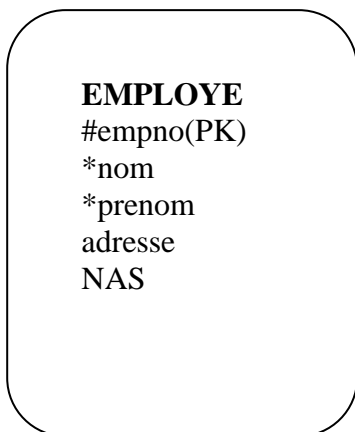 EMPLOYE
#empno(PK)
*nom
*prenom
adresse
NAS